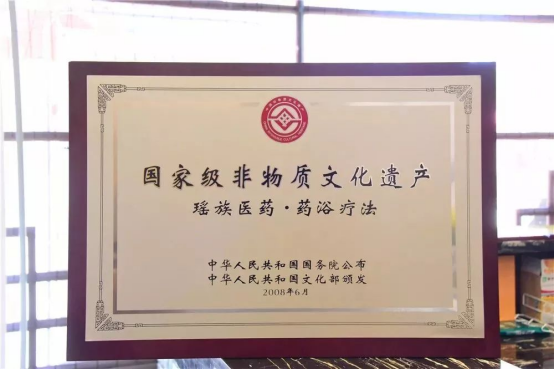 国家级非物质文化遗产
瑶族医药·药浴疗法
中华人民共和国国务院公布
中华人民共和国文化部颁发
2008年6月